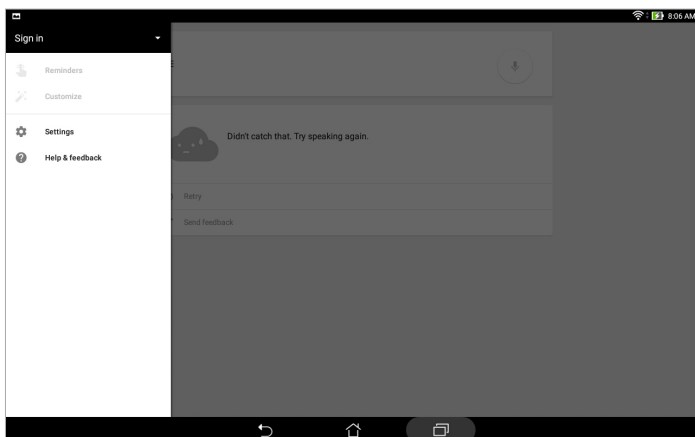 8:06 AM
Sign in
Reminders
Customize
Settings
Help & feedback
Didn't catch that. Try speaking again.
Retry
Send feedback